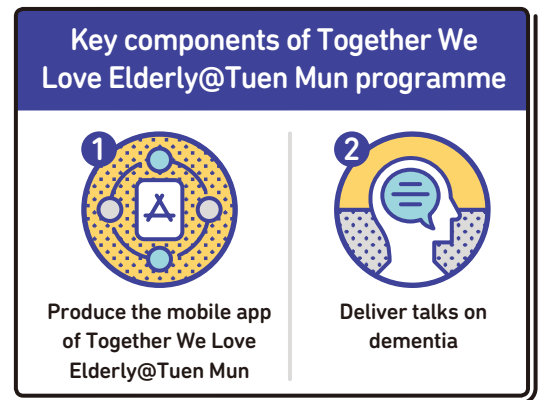 Key components of Together We
Love Elderly@Tuen Mun programme
1
Produce the mobile app
of Together We Love
Elderly@Tuen Mun
2
Deliver talks on
dementia